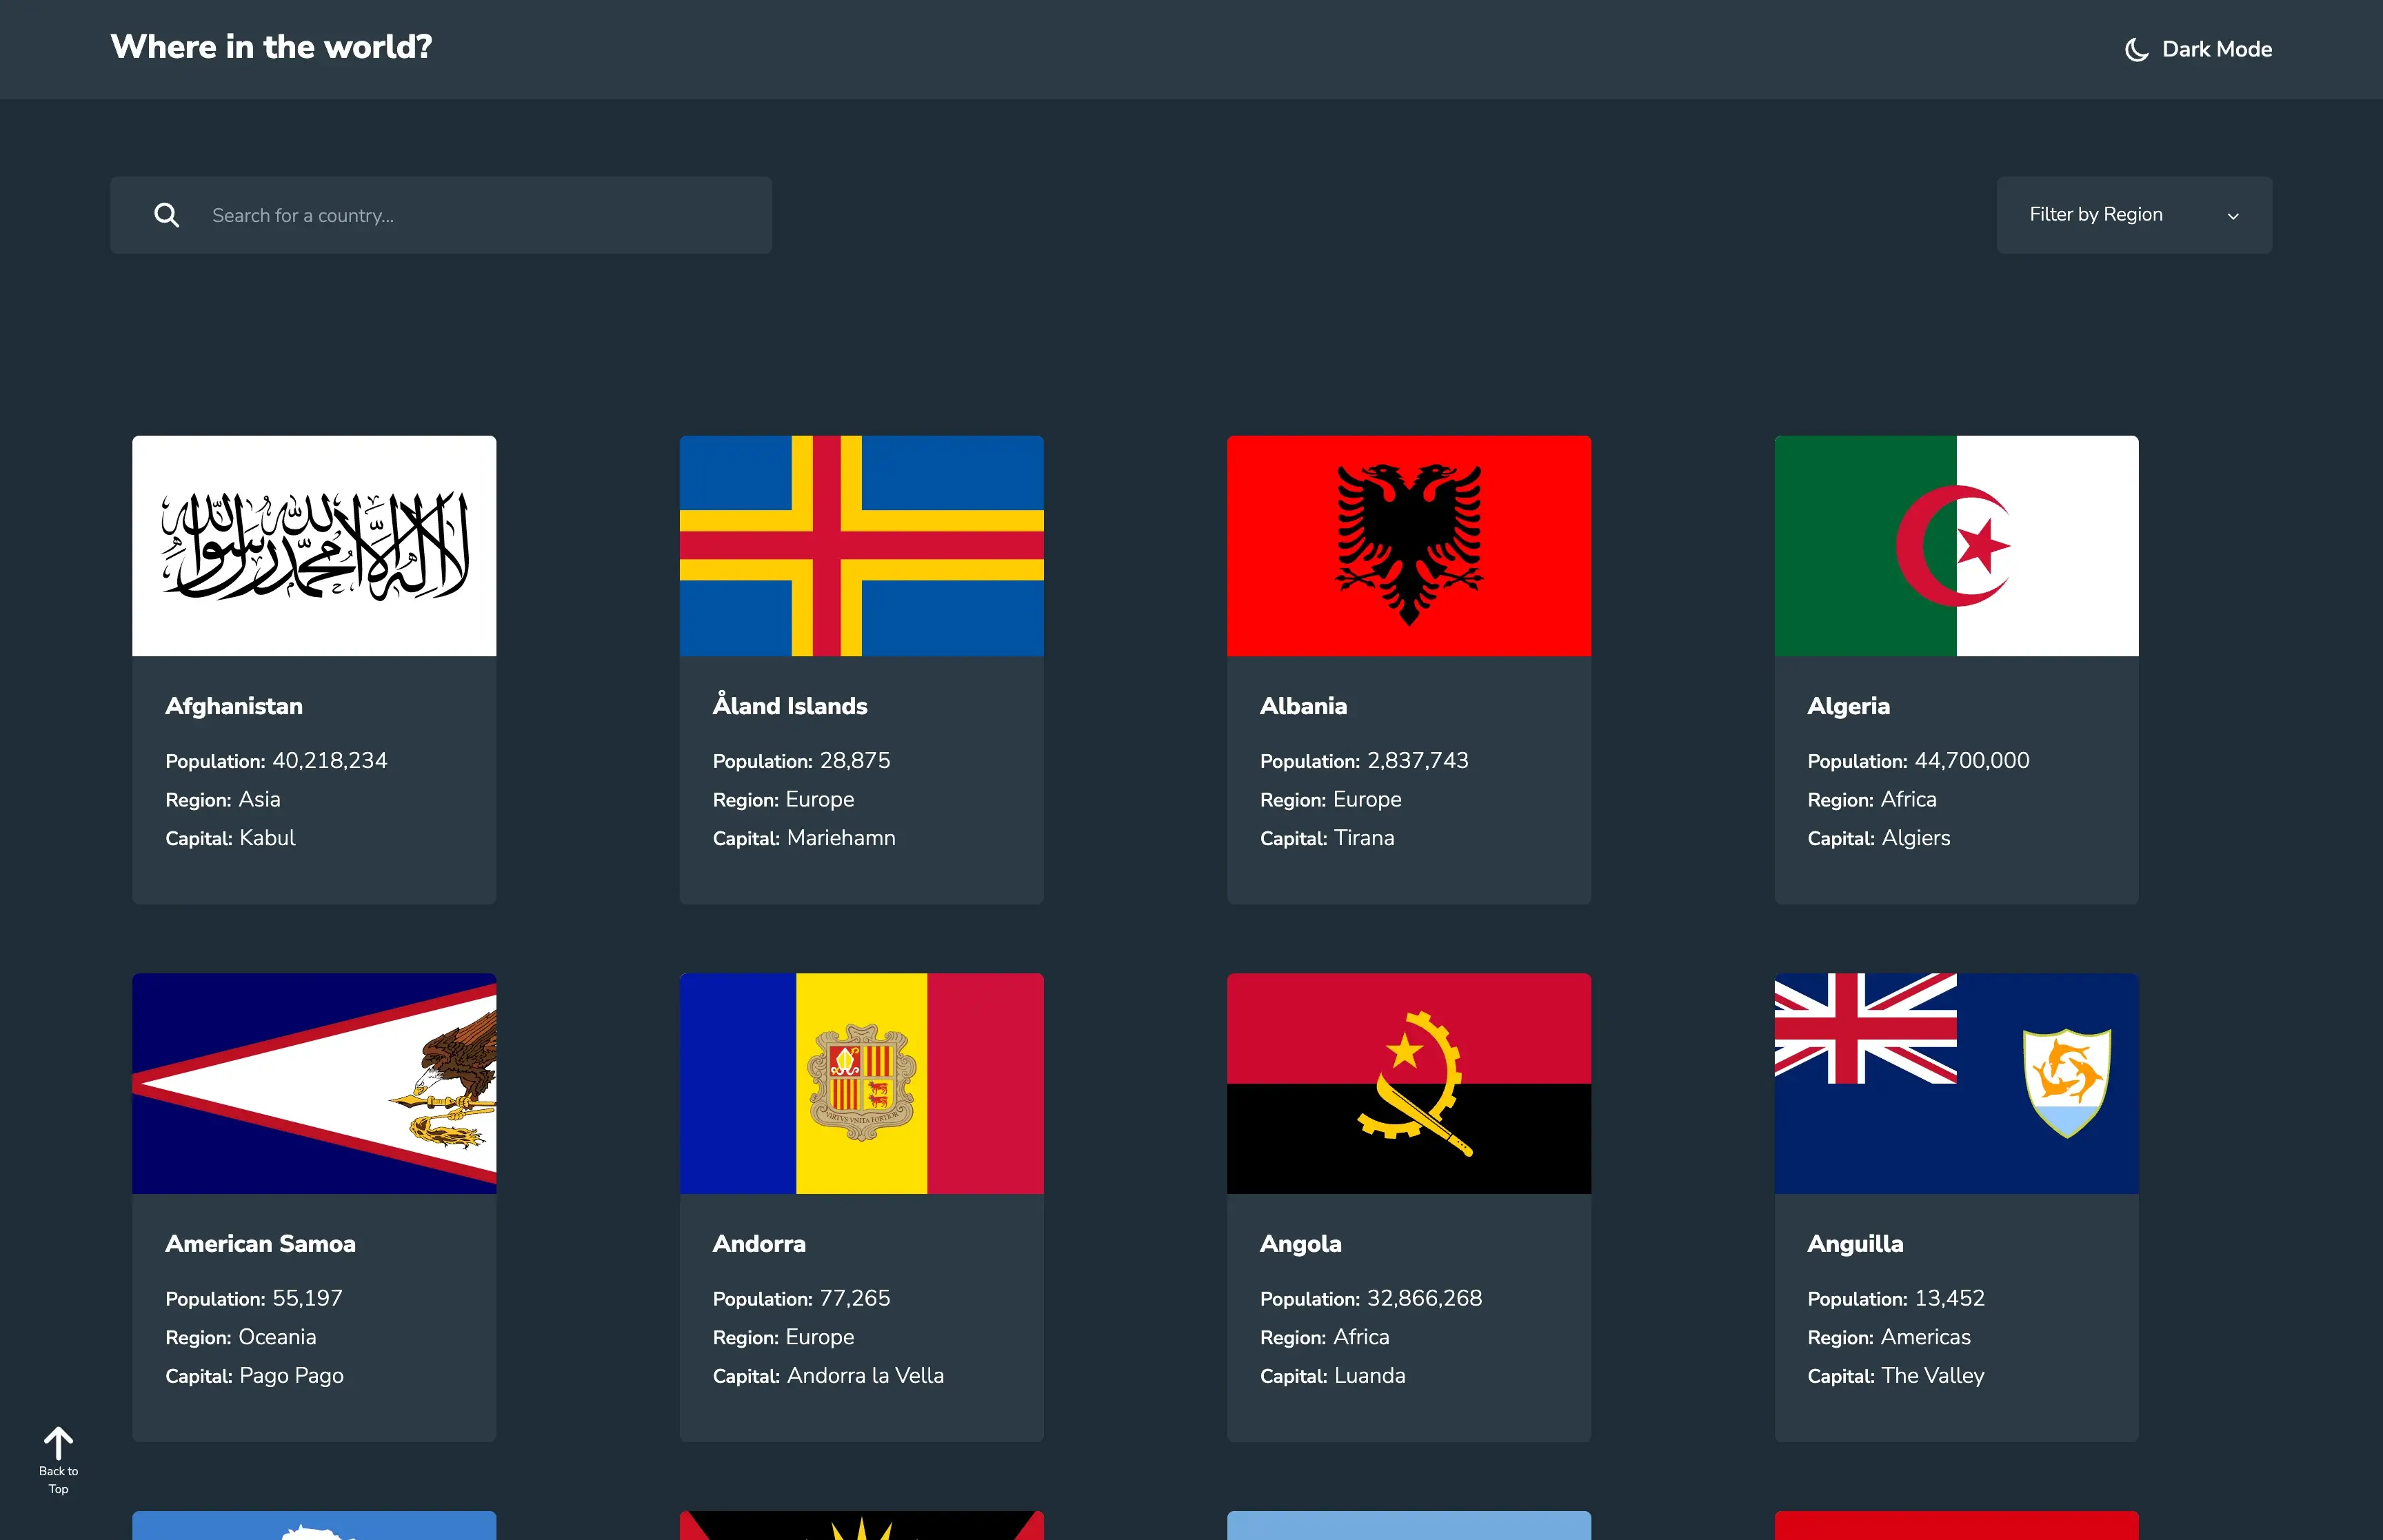 Where in the world?
Dark Mode
Search for a country...
Filter by Region
لا إله إلا الله محمد رسول الله
Afghanistan
Population: 40,218,234
Region: Asia
Capital: Kabul
Åland Islands
Population: 28,875
Region: Europe
Capital: Mariehamn
Albania
Population: 2,837,743
Region: Europe
Capital: Tirana
Algeria
Population: 44,700,000
Region: Africa
Capital: Algiers
VIRTVS VNITA FORTIOR
American Samoa
Population: 55,197
Region: Oceania
Capital: Pago Pago
Andorra
Population: 77,265
Region: Europe
Capital: Andorra la Vella
Angola
Population: 32,866,268
Region: Africa
Capital: Luanda
Anguilla
Population: 13,452
Region: Americas
Capital: The Valley
Back to
Top